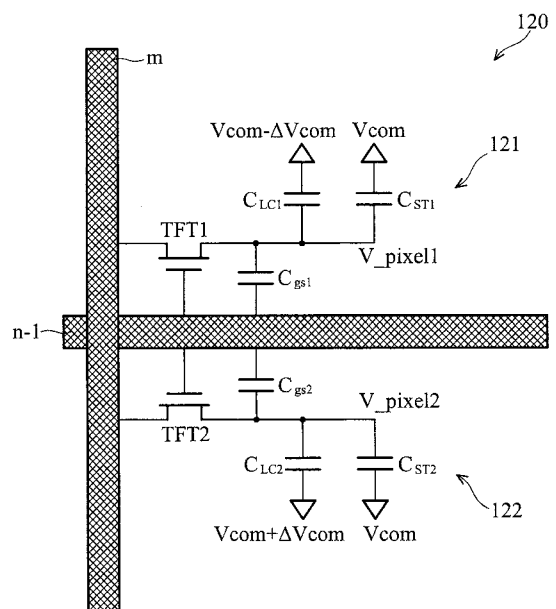 120
m
Vcom-ΔVcom Vcom
121
CLC1 CST1
TFT1
V_pixel1
Cgs1
n-1
Cgs2
V_pixel2
TFT2
CLC2 CST2
122
Vcom+ΔVcom Vcom